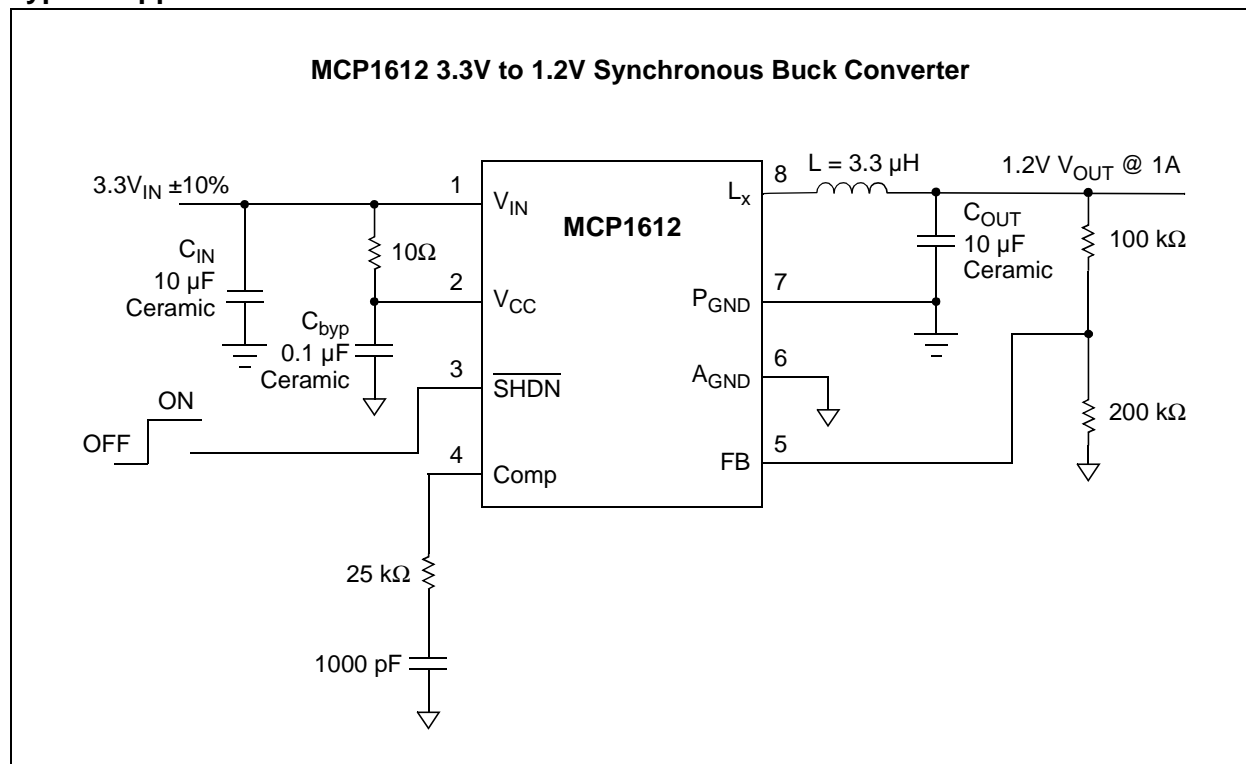 MCP1612 3.3V to 1.2V Synchronous Buck Converter
3.3VIN ±10%
CIN
10 µF
Ceramic
10Ω
Cbyp
0.1 µF
Ceramic
OFF
ON
25 kΩ
1000 pF
1
2
3
4
VIN
VCC
SHDN
Comp
MCP1612
Lx
PGND
AGND
FB
8
7
6
5
L = 3.3 µH
1.2V VOUT @ 1A
COUT
10 µF
Ceramic
100 kΩ
200 kΩ